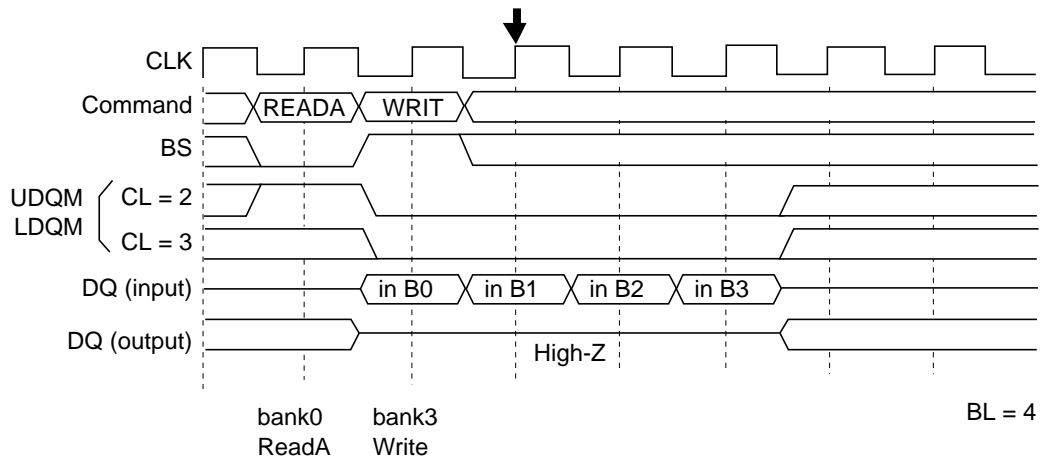 CLK
Command READA WRIT
BS
UDQM CL = 2
LDQM CL = 3
DQ (input) in B0 in B1 in B2 in B3
DQ (output) High-Z
bank0 bank3 BL = 4
ReadA Write